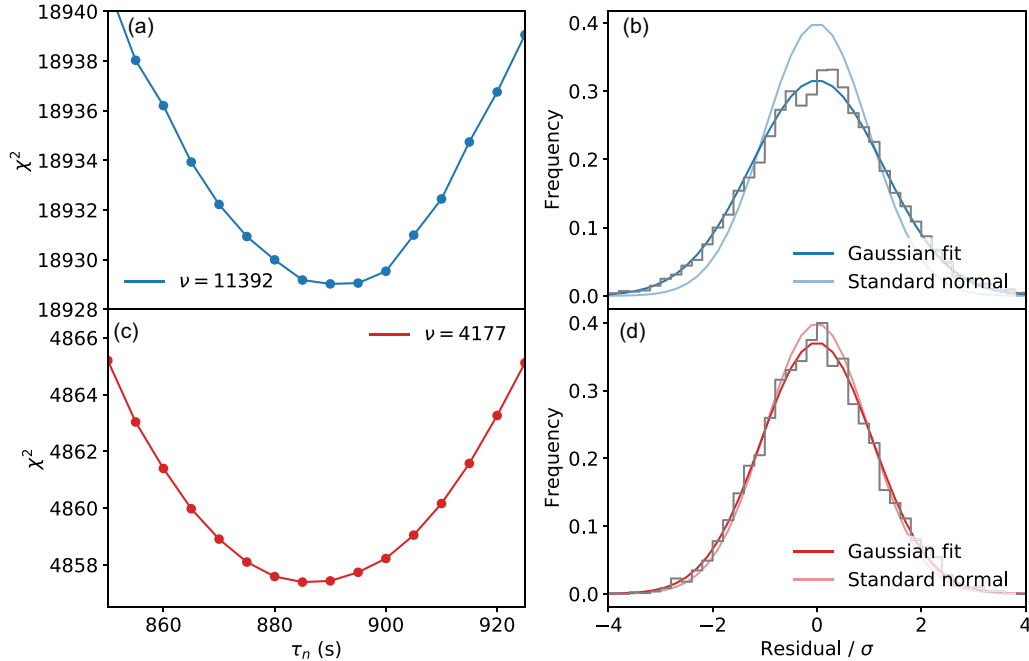 (a)
18940
18938
18936
18934
18932
18930
18928
χ²
ν = 11392
(b)
0.4
0.3
0.2
0.1
0.0
Frequency
Gaussian fit
Standard normal
(c)
4866
4864
4862
4860
4858
χ²
ν = 4177
860 880 900 920
τₙ (s)
(d)
0.4
0.3
0.2
0.1
0.0
Frequency
Gaussian fit
Standard normal
−4 −2 0 2 4
Residual / σ